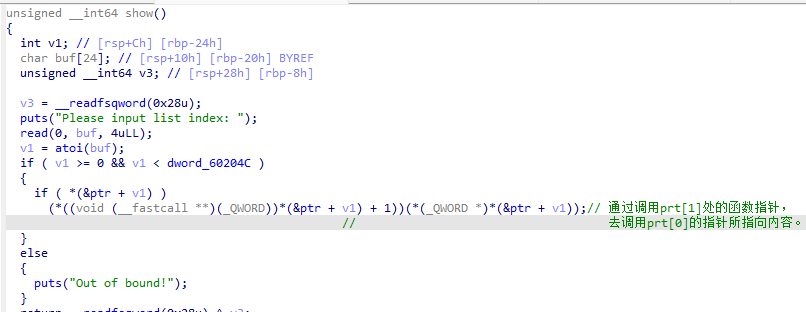 unsigned __int64 show()
{
int v1; // [rsp+Ch] [rbp-24h]
char buf[24]; // [rsp+10h] [rbp-20h] BYREF
unsigned __int64 v3; // [rsp+28h] [rbp-8h]
v3 = __readfsqword(0x28u);
puts("Please input list index: ");
read(0, buf, 4uLL);
v1 = atoi(buf);
if ( v1 >= 0 && v1 < dword_60204C )
{
if ( *(&ptr + v1) )
(*((void (__fastcall **)(_QWORD))*(&ptr + v1) + 1))(*(_QWORD *)*(&ptr + v1));// 通过调用prt[1]处的函数指针，
// 去调用prt[0]的指针所指向内容。
}
else
{
puts("Out of bound!");
}
return __readfsqword(0x28u) ^ v3;